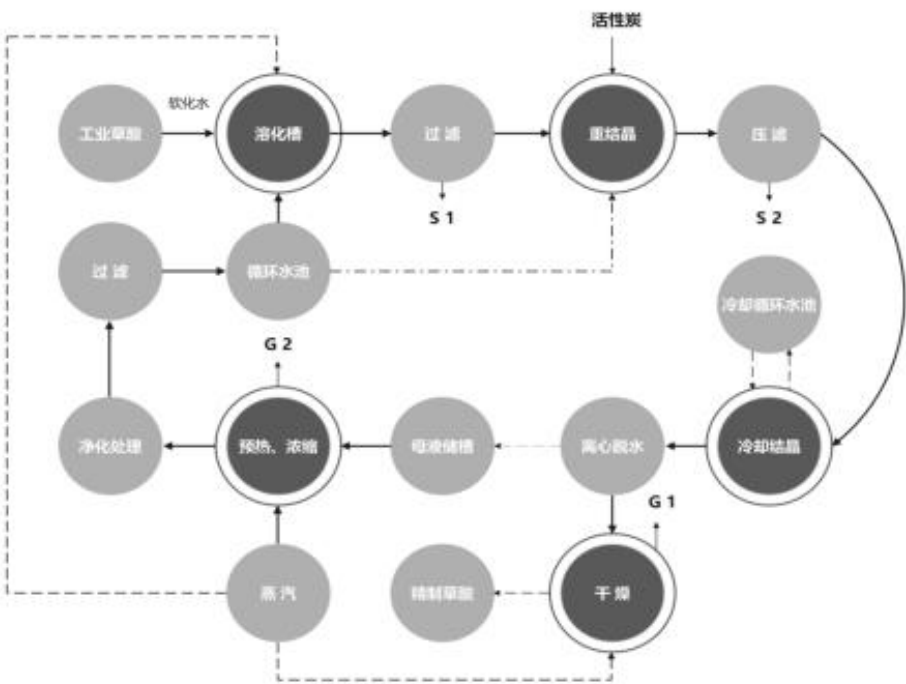 活性炭
工业草酸
软化水
溶化槽
过滤
重结晶
压滤
S 1
S 2
过滤
循环水池
冷却循环水池
G 2
净化处理
预热、浓缩
母液储槽
离心脱水
冷却结晶
G 1
蒸汽
精制草酸
干燥